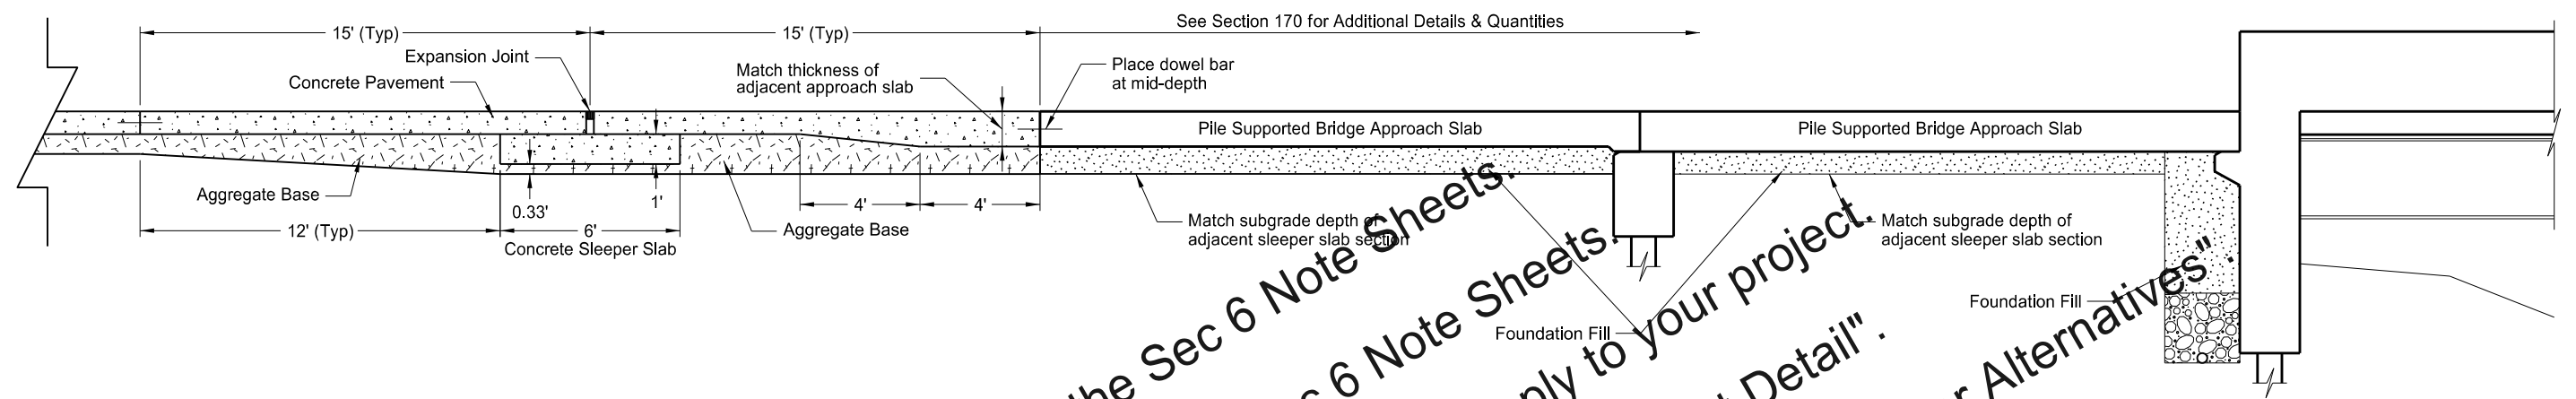 See Section 170 for Additional Details & Quantities
15' (Typ)
15' (Typ)
Expansion Joint
Concrete Pavement
Match thickness of
adjacent approach slab
Place dowel bar
at mid-depth
Pile Supported Bridge Approach Slab
Pile Supported Bridge Approach Slab
Aggregate Base
0.33'
1'
4'
4'
12' (Typ)
6'
Concrete Sleeper Slab
Aggregate Base
Match subgrade depth of
adjacent sleeper slab section
Match subgrade depth of
adjacent sleeper slab section
Foundation Fill
Foundation Fill
the Sec 6 Note Sheets.
6 Note Sheets.
to your project.
Detail".
Alternatives".